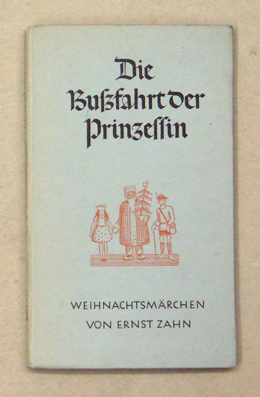 Die
Bußfahrt der
Prinzessin
WEIHNACHTSMÄRCHEN
VON ERNST ZAHN